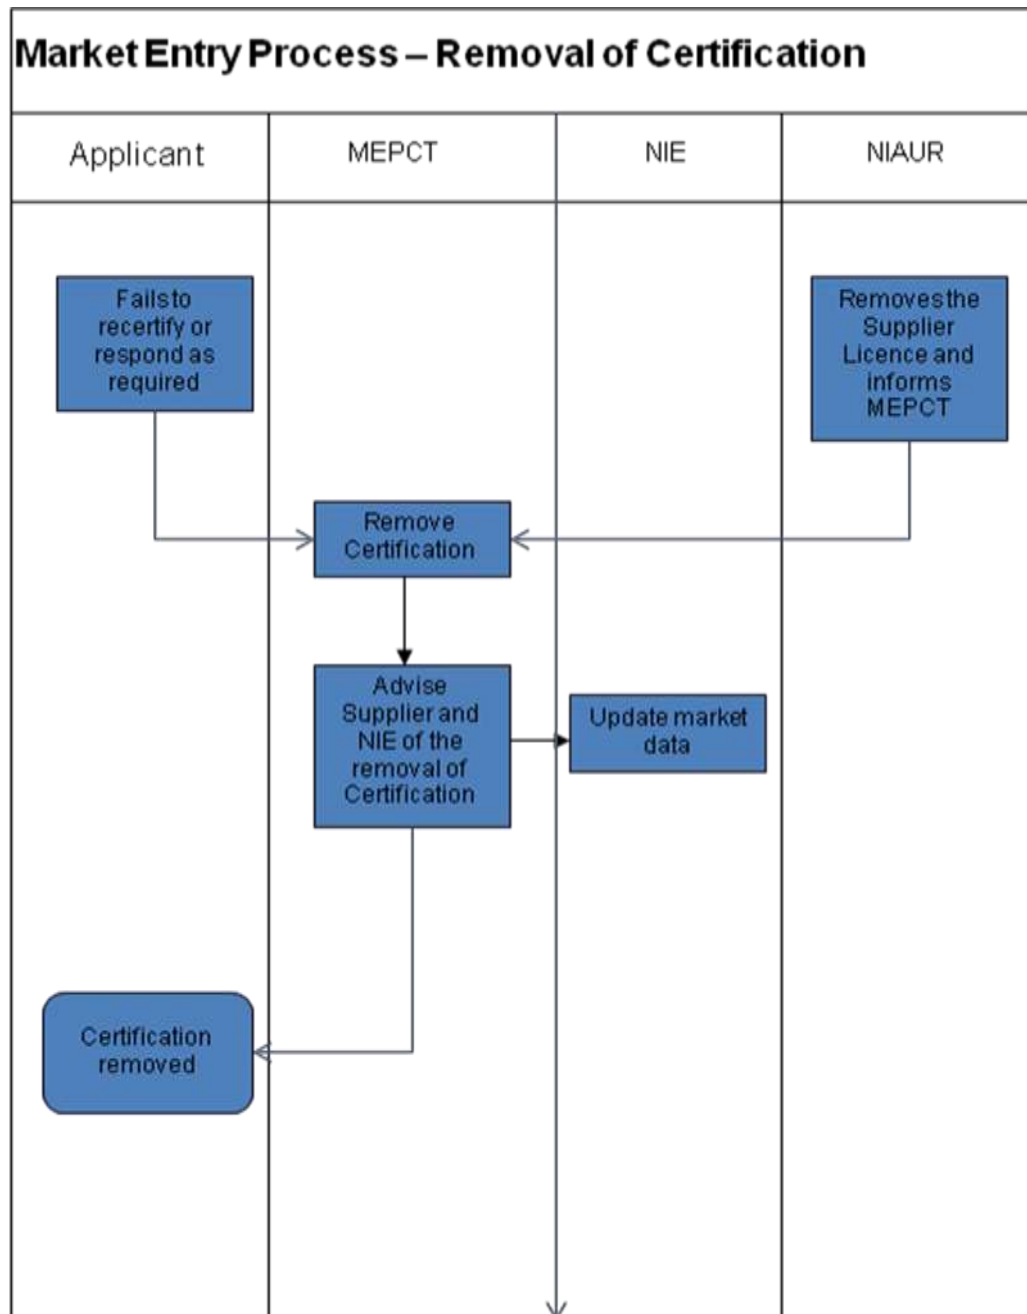 Market Entry Process – Removal of Certification
Applicant
MEPCT
NIE
NIAUR
Fails to
recertify or
respond as
required
Removes the
Supplier
Licence and
informs
MEPCT
Remove
Certification
Advise
Supplier and
NIE of the
removal of
Certification
Update market
data
Certification
removed